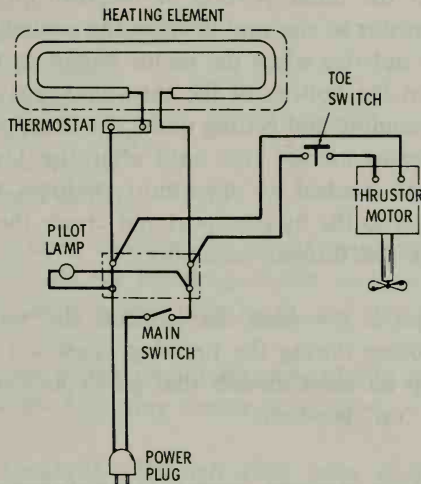 HEATING ELEMENT
THERMOSTAT
TOE
SWITCH
THRUSTOR
MOTOR
PILOT
LAMP
MAIN
SWITCH
POWER
PLUG